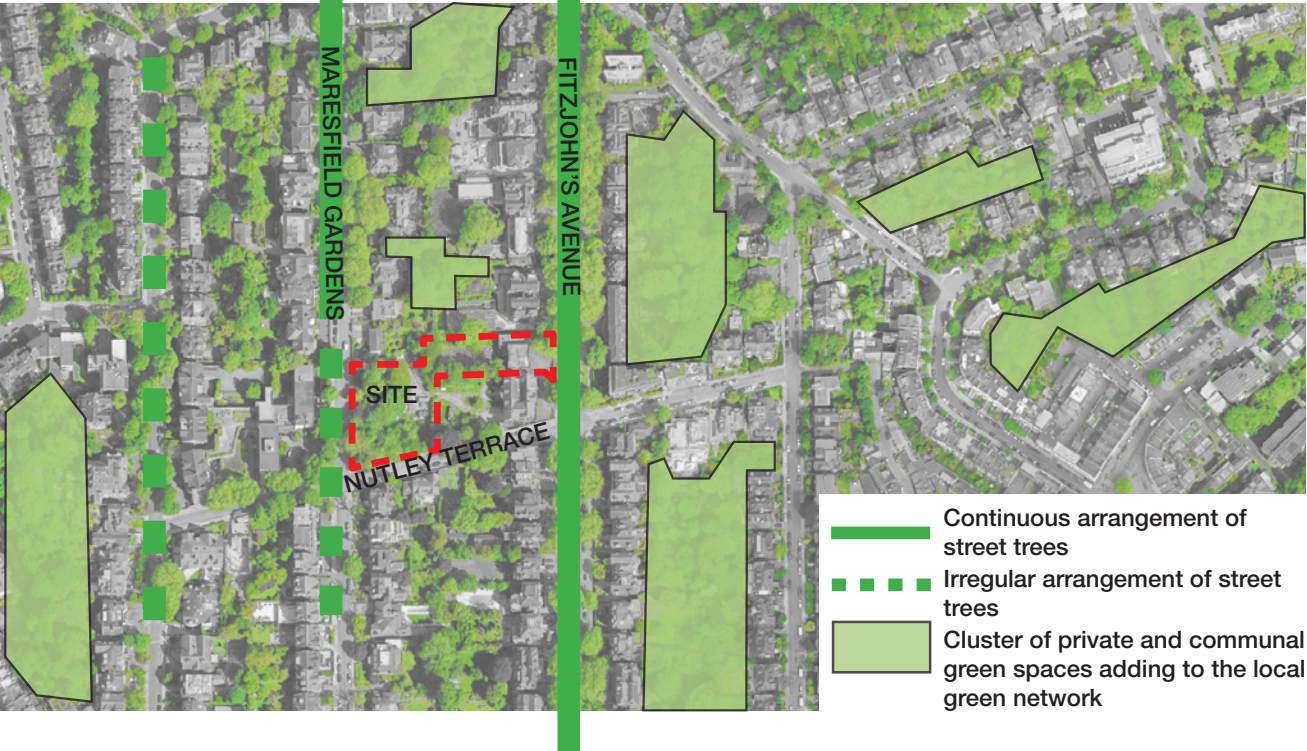 MARESFIELD GARDENS
FITZJOHN'S AVENUE
SITE
NUTLEY TERRACE
Continuous arrangement of
street trees
Irregular arrangement of street
trees
Cluster of private and communal
green spaces adding to the local
green network